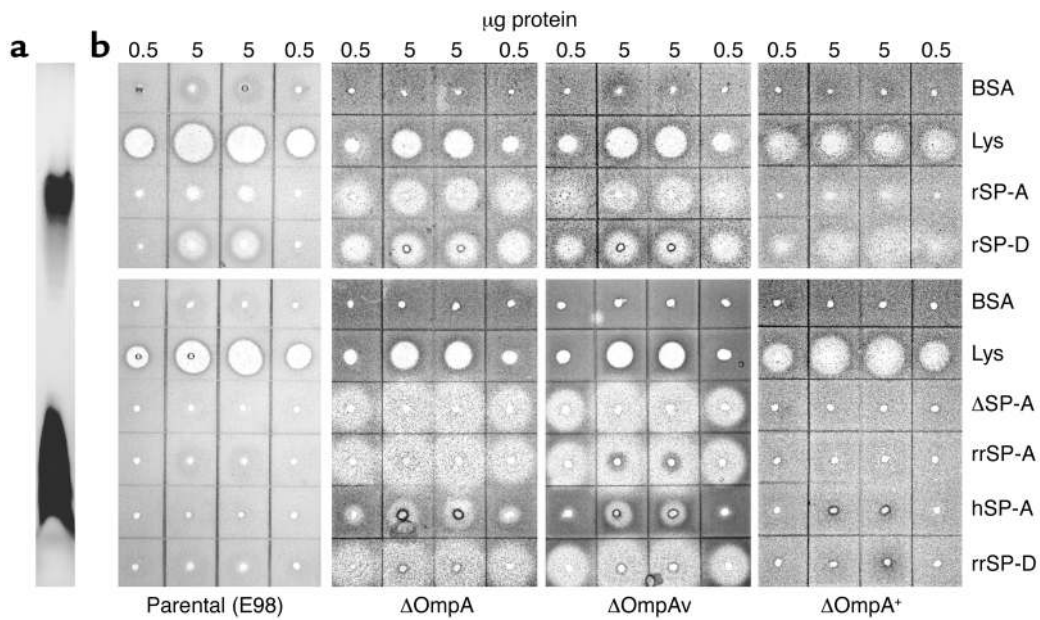 µg protein
a b 0.5 5 5 0.5 0.5 5 5 0.5 0.5 5 5 0.5 0.5 5 5 0.5
BSA
Lys
rSP-A
rSP-D
BSA
Lys
ΔSP-A
rrSP-A
hSP-A
rrSP-D
Parental (E98) ΔOmpA ΔOmpAv ΔOmpA⁺